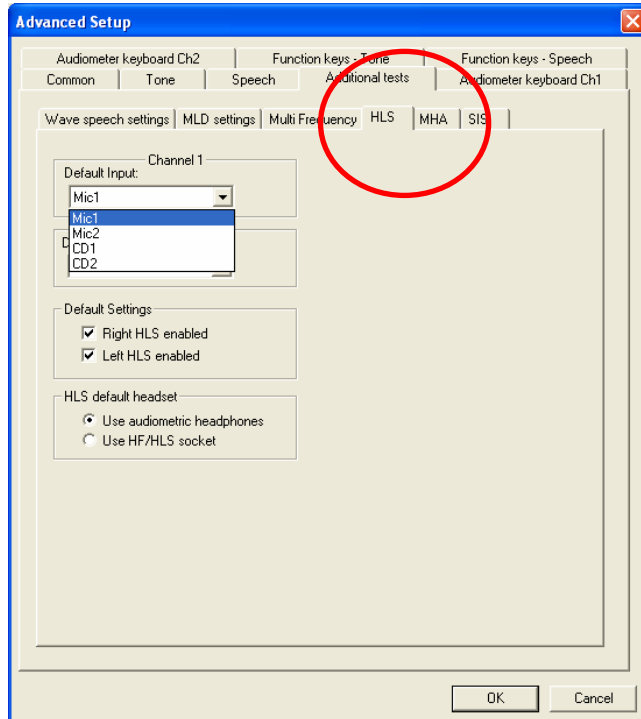 Advanced Setup
Audiometer keyboard Ch2 Function keys - Tone Function keys - Speech
Common Tone Speech Additional tests Audiometer keyboard Ch1
Wave speech settings MLD settings Multi Frequency HLS MHA
Channel 1
Default Input:
Mic1
Mic1
Mic2
CD1
CD2
Default Settings
Right HLS enabled
Left HLS enabled
HLS default headset
Use audiometric headphones
Use HF/HLS socket
OK Cancel